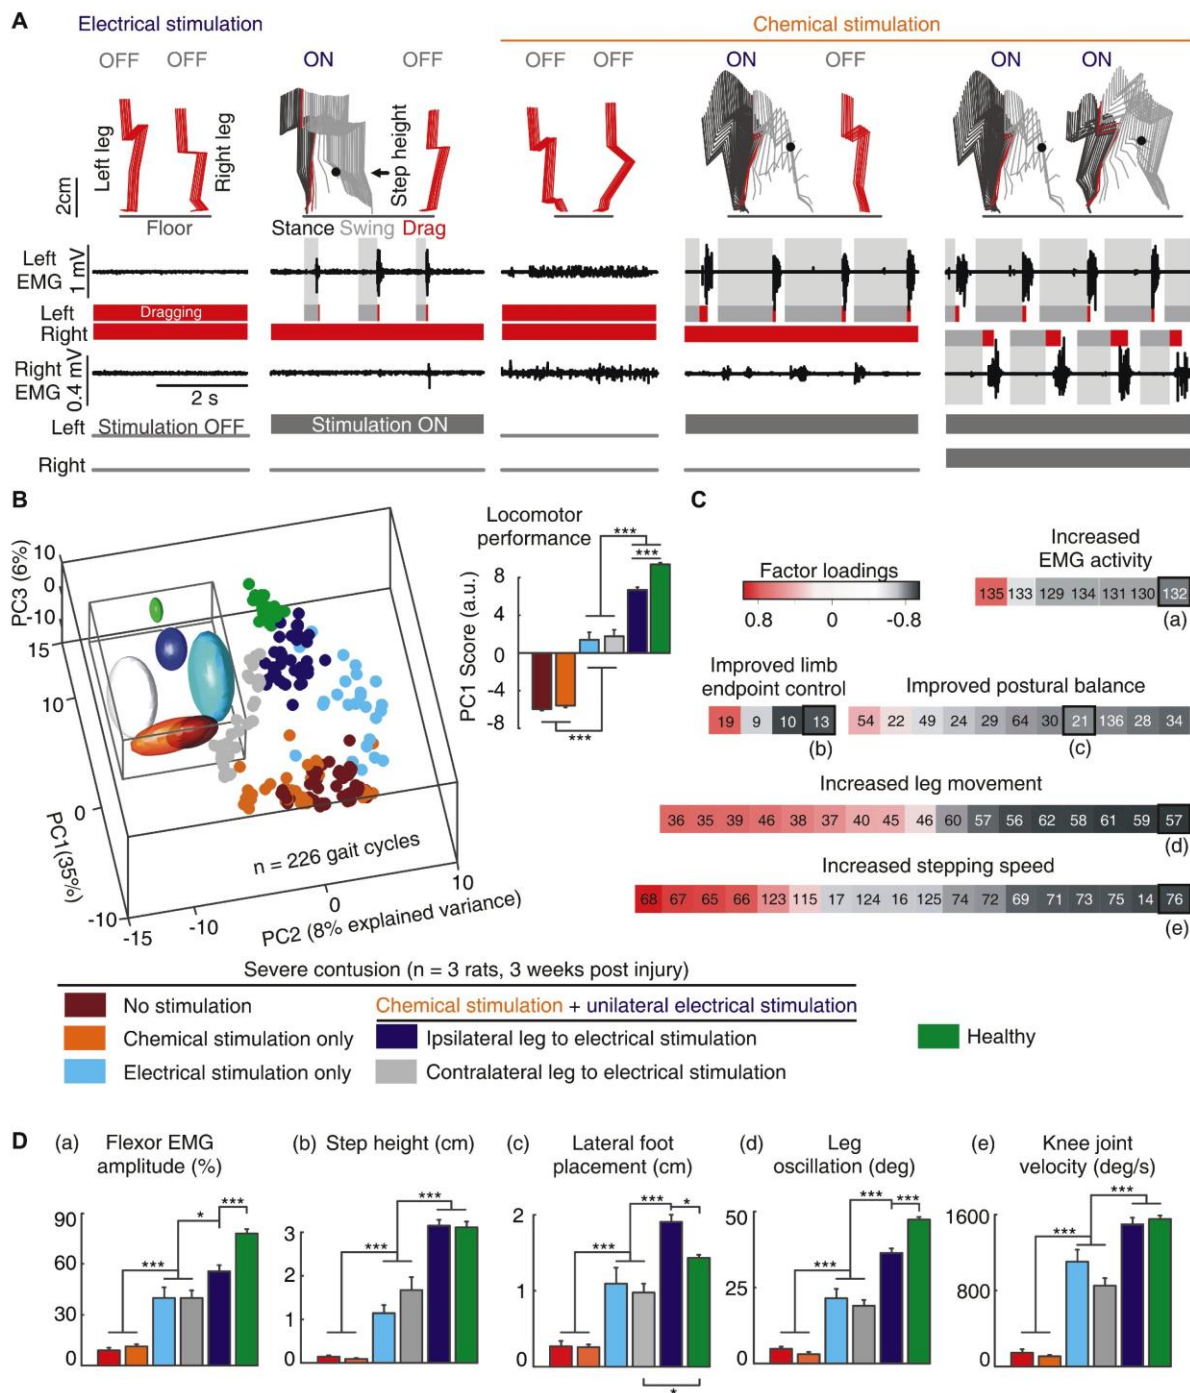 A
Electrical stimulation
Chemical stimulation
OFF OFF ON OFF OFF OFF ON OFF ON ON
Left leg
Right leg
Step height
2cm
Floor
Stance Swing Drag
Left
EMG
1 mV
Left
Dragging
Right
Right
EMG
0.4 mV
2 s
Left Stimulation OFF Stimulation ON
Right
B
PC3 (6%)
10
0
-10
15
10
0
-10
PC1(35%)
-15 -10 0 10
PC2 (8% explained variance)
n = 226 gait cycles
Locomotor
performance
PC1 Score (a.u.)
8
4
0
-4
-8
***
***
***
C
Factor loadings
0.8 0 -0.8
Increased
EMG activity
135 133 129 134 131 130 132
(a)
Improved limb
endpoint control
19 9 10 13
(b)
Improved postural balance
54 22 49 24 29 64 30 21 136 28 34
(c)
Increased leg movement
36 35 39 46 38 37 40 45 46 60 57 56 62 58 61 59 57
(d)
Increased stepping speed
68 67 65 66 123 115 17 124 16 125 74 72 69 71 73 75 14 76
(e)
Severe contusion (n = 3 rats, 3 weeks post injury)
No stimulation
Chemical stimulation only
Electrical stimulation only
Chemical stimulation + unilateral electrical stimulation
Ipsilateral leg to electrical stimulation
Contralateral leg to electrical stimulation
Healthy
D
(a) Flexor EMG
amplitude (%)
90
60
30
0
***
*
***
(b) Step height (cm)
3
2
1
0
***
***
(c) Lateral foot
placement (cm)
2
1
0
***
***
*
*
(d) Leg
oscillation (deg)
50
25
0
***
***
***
(e) Knee joint
velocity (deg/s)
1600
800
0
***
***